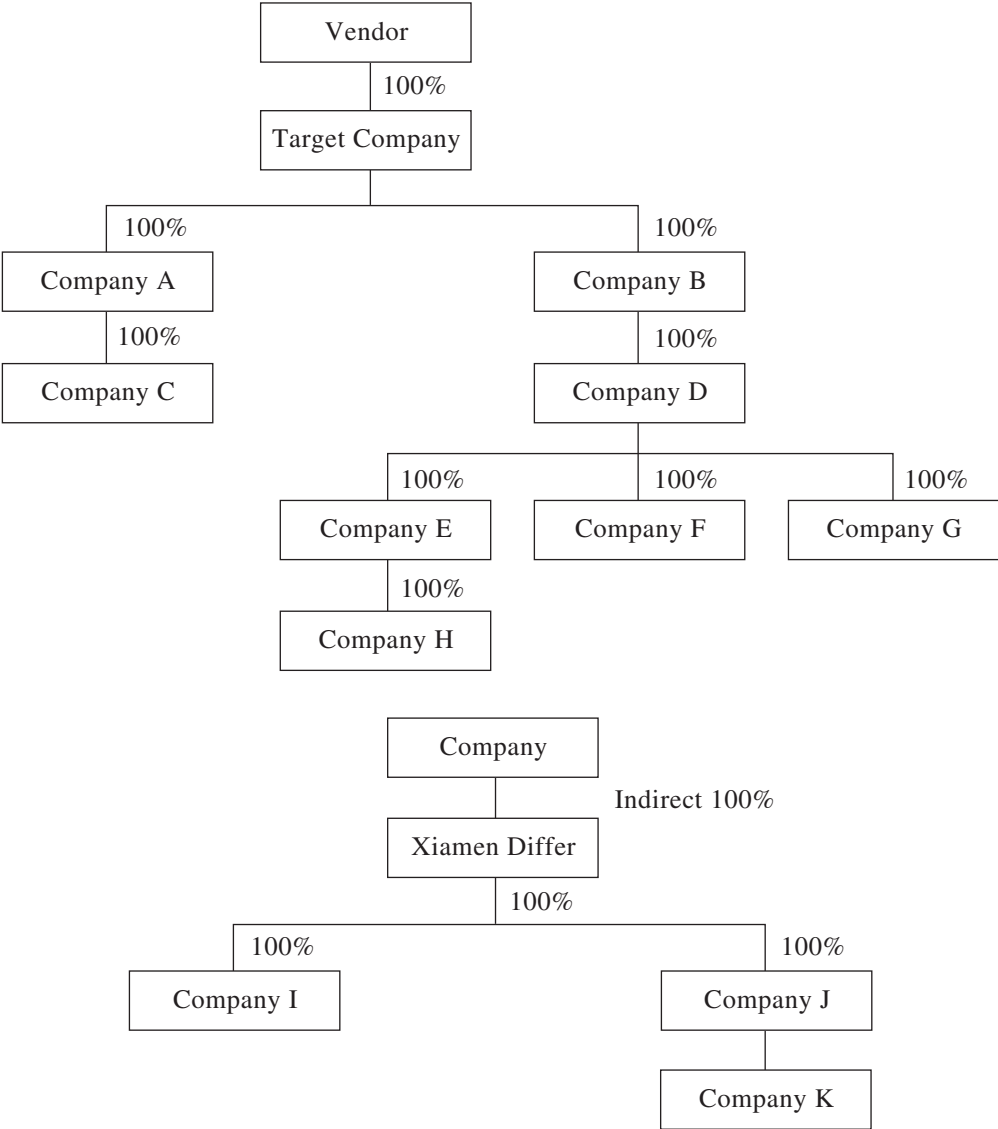 Vendor
100%
Target Company
100%
100%
Company A
Company B
100%
100%
Company C
Company D
100%
100%
100%
Company E
Company F
Company G
100%
Company H
Company
Indirect 100%
Xiamen Differ
100%
100%
100%
Company I
Company J
Company K